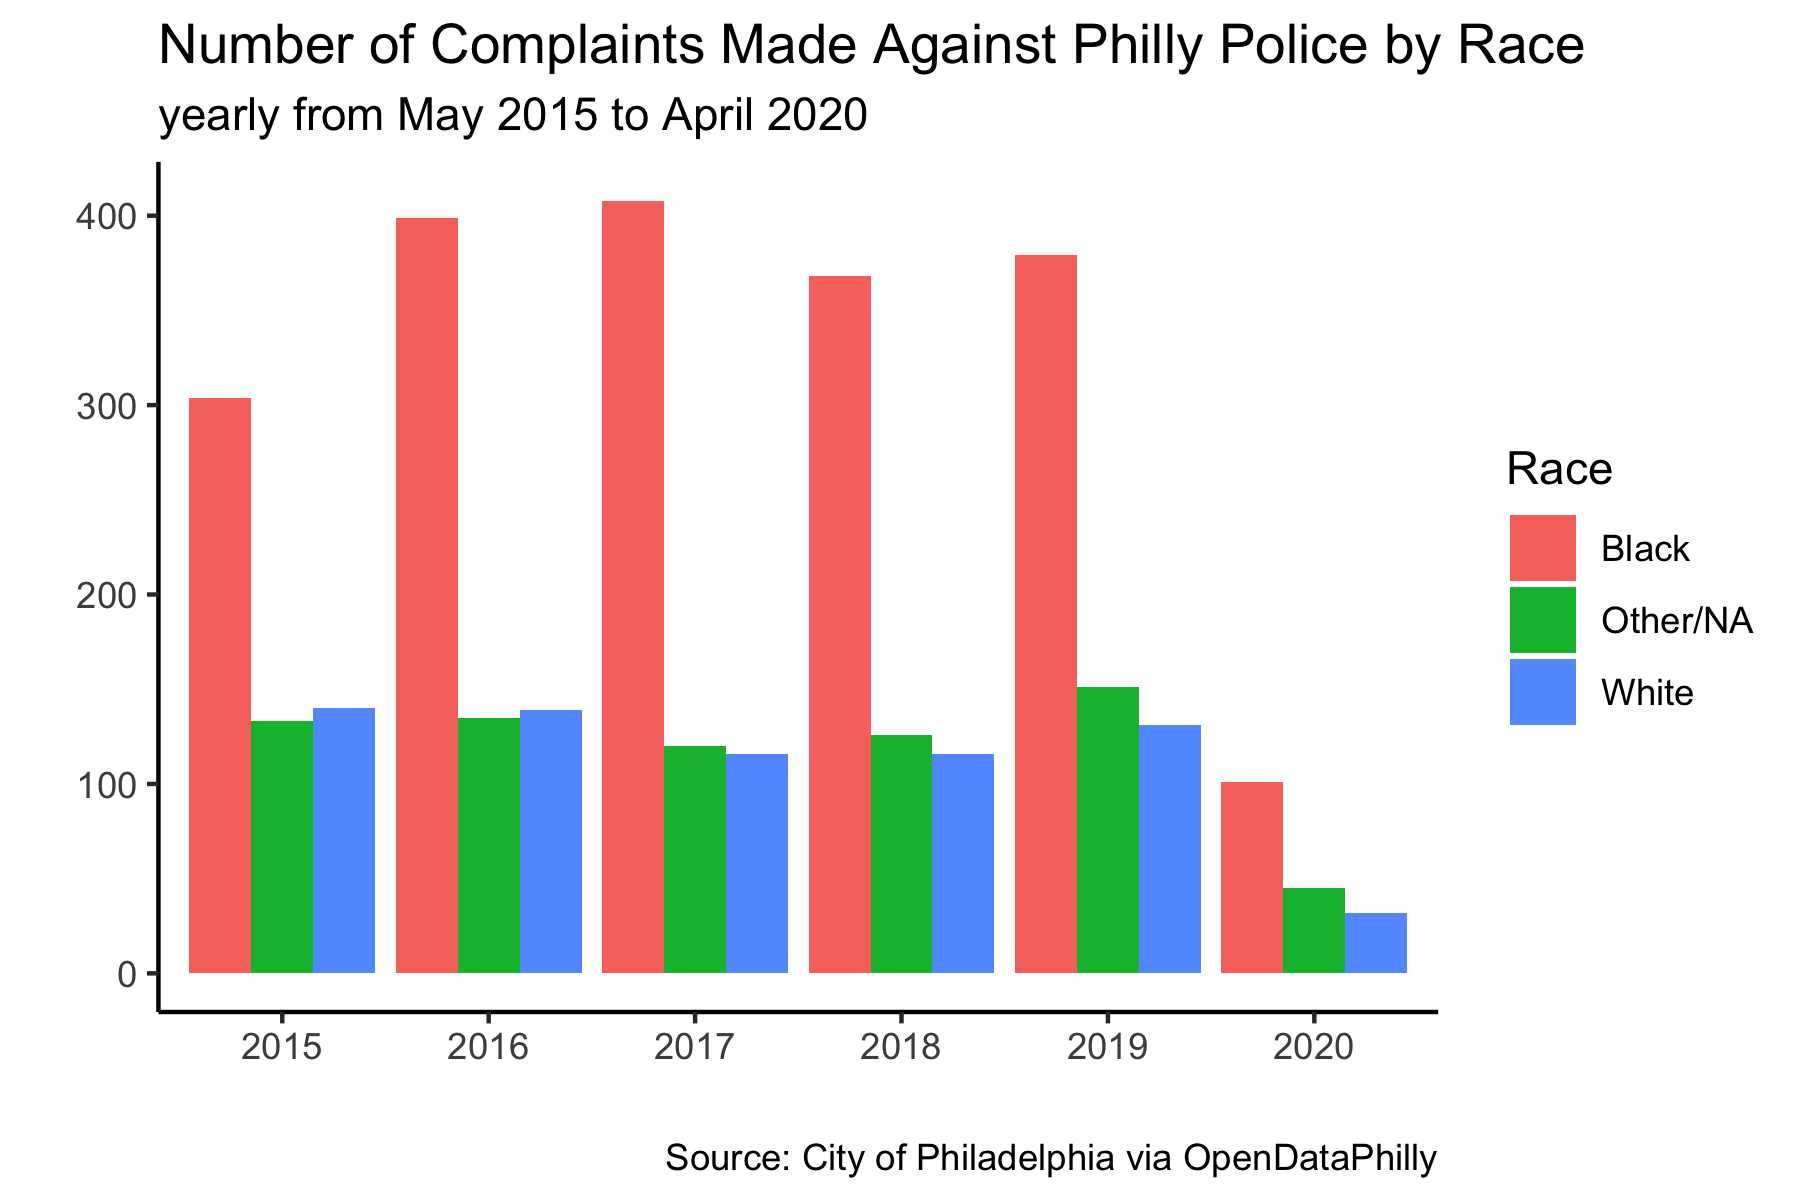 Number of Complaints Made Against Philly Police by Race
yearly from May 2015 to April 2020
400
300
200
100
0
2015 2016 2017 2018 2019 2020
Race
Black
Other/NA
White
Source: City of Philadelphia via OpenDataPhilly